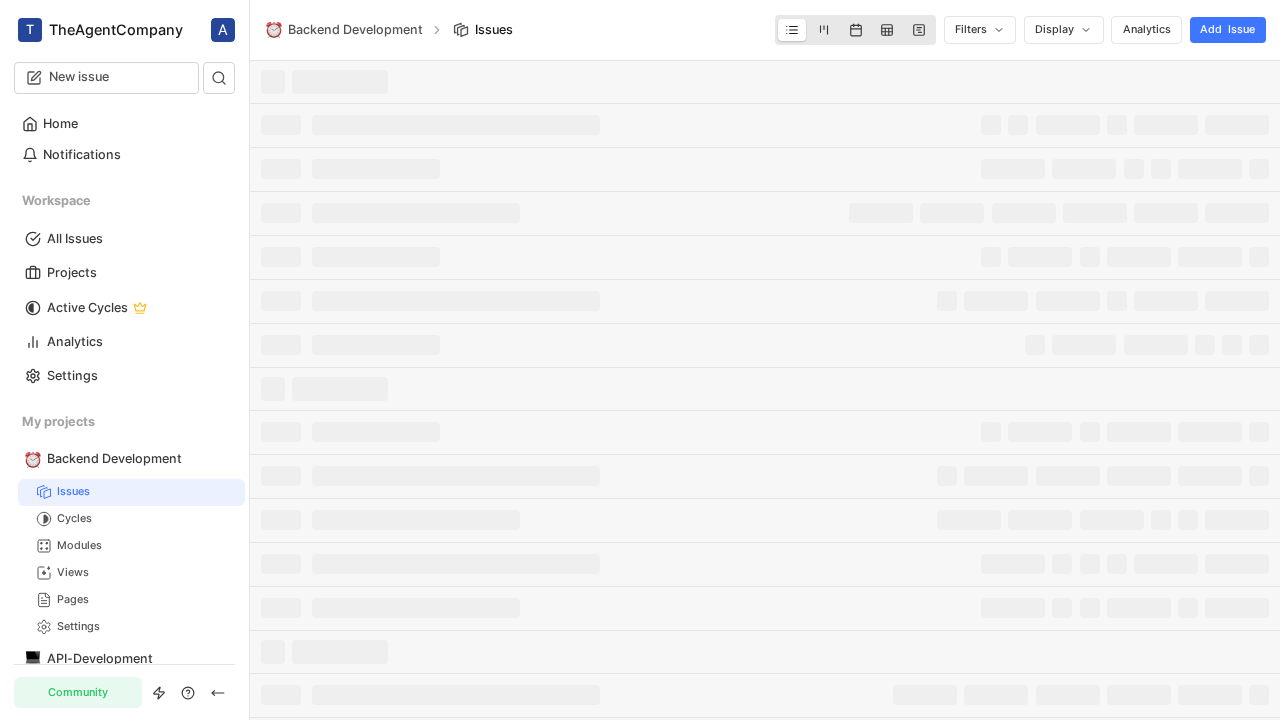 T TheAgentCompany A
Backend Development Issues Filters Display Analytics Add Issue
New issue
Home
Notifications
Workspace
All Issues
Projects
Active Cycles
Analytics
Settings
My projects
Backend Development
Issues
Cycles
Modules
Views
Pages
Settings
API-Development
Community